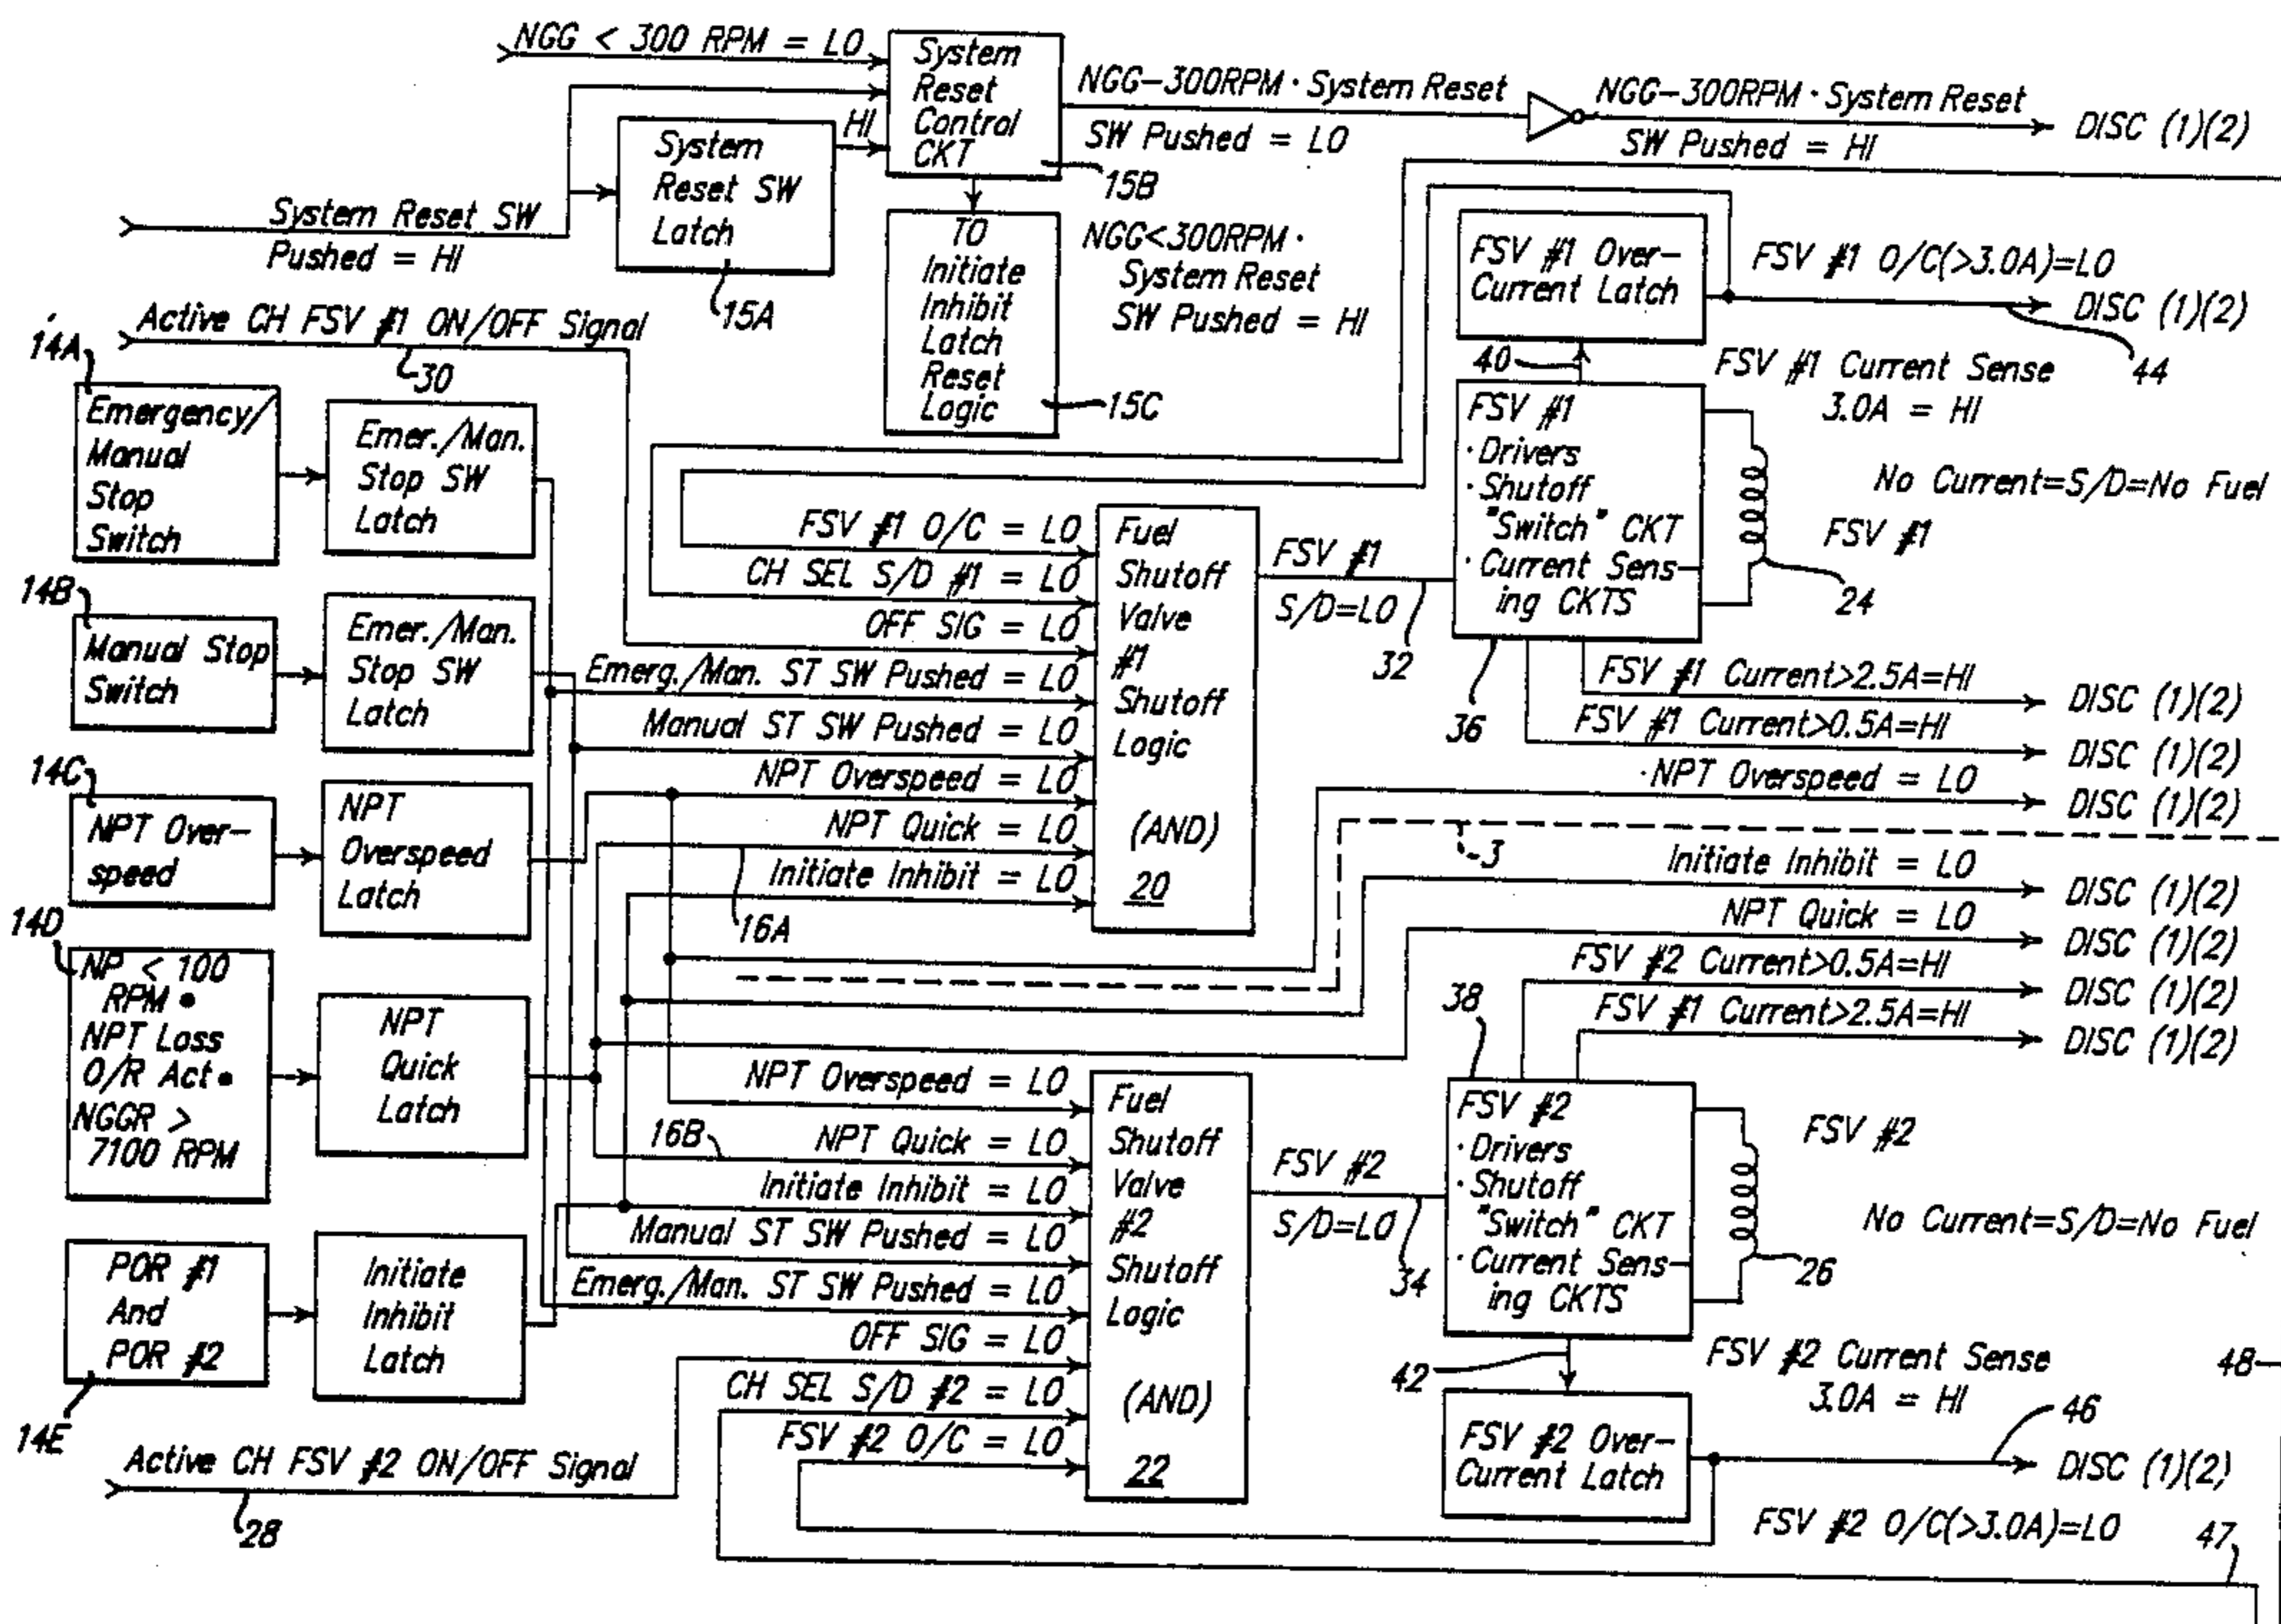 NGG < 300 RPM = LO
System
Reset
Control
CKT
15B
HI
NGG-300RPM · System Reset
SW Pushed = LO
NGG-300RPM · System Reset
SW Pushed = HI
DISC (1)(2)
System
Reset SW
Latch
15A
System Reset SW
Pushed = HI
TO
Initiate
Inhibit
Latch
Reset
Logic
15C
NGG<300RPM ·
System Reset
SW Pushed = HI
FSV #1 Over-
Current Latch
FSV #1 O/C(>3.0A)=LO
DISC (1)(2)
44
40
FSV #1 Current Sense
3.0A = HI
Active CH FSV #1 ON/OFF Signal
30
14A
Emergency/
Manual
Stop
Switch
Emer./Man.
Stop SW
Latch
14B
Manual Stop
Switch
Emer./Man.
Stop SW
Latch
14C
NPT Over-
speed
NPT
Overspeed
Latch
14D
NP < 100
RPM •
NPT Loss
O/R Act •
NGGR >
7100 RPM
NPT
Quick
Latch
POR #1
And
POR #2
14E
Initiate
Inhibit
Latch
Active CH FSV #2 ON/OFF Signal
28
FSV #1 O/C = LO
CH SEL S/D #1 = LO
OFF SIG = LO
Emerg./Man. ST SW Pushed = LO
Manual ST SW Pushed = LO
NPT Overspeed = LO
NPT Quick = LO
Initiate Inhibit = LO
16A
Fuel
Shutoff
Valve
#1
Shutoff
Logic
(AND)
20
FSV #1
S/D=LO
32
FSV #1
· Drivers
· Shutoff
"Switch" CKT
· Current Sens-
ing CKTS
36
No Current=S/D=No Fuel
FSV #1
24
FSV #1 Current>2.5A=HI
DISC (1)(2)
FSV #1 Current>0.5A=HI
DISC (1)(2)
·NPT Overspeed = LO
DISC (1)(2)
3
Initiate Inhibit = LO
DISC (1)(2)
NPT Quick = LO
DISC (1)(2)
FSV #2 Current>0.5A=HI
DISC (1)(2)
FSV #1 Current>2.5A=HI
DISC (1)(2)
NPT Overspeed = LO
16B
NPT Quick = LO
Initiate Inhibit = LO
Manual ST SW Pushed = LO
Emerg./Man. ST SW Pushed = LO
OFF SIG = LO
CH SEL S/D #2 = LO
FSV #2 O/C = LO
Fuel
Shutoff
Valve
#2
Shutoff
Logic
(AND)
22
FSV #2
S/D=LO
34
38
FSV #2
· Drivers
· Shutoff
"Switch" CKT
· Current Sens-
ing CKTS
FSV #2
No Current=S/D=No Fuel
26
42
FSV #2 Current Sense
3.0A = HI
48
FSV #2 Over-
Current Latch
46
DISC (1)(2)
FSV #2 O/C(>3.0A)=LO
47